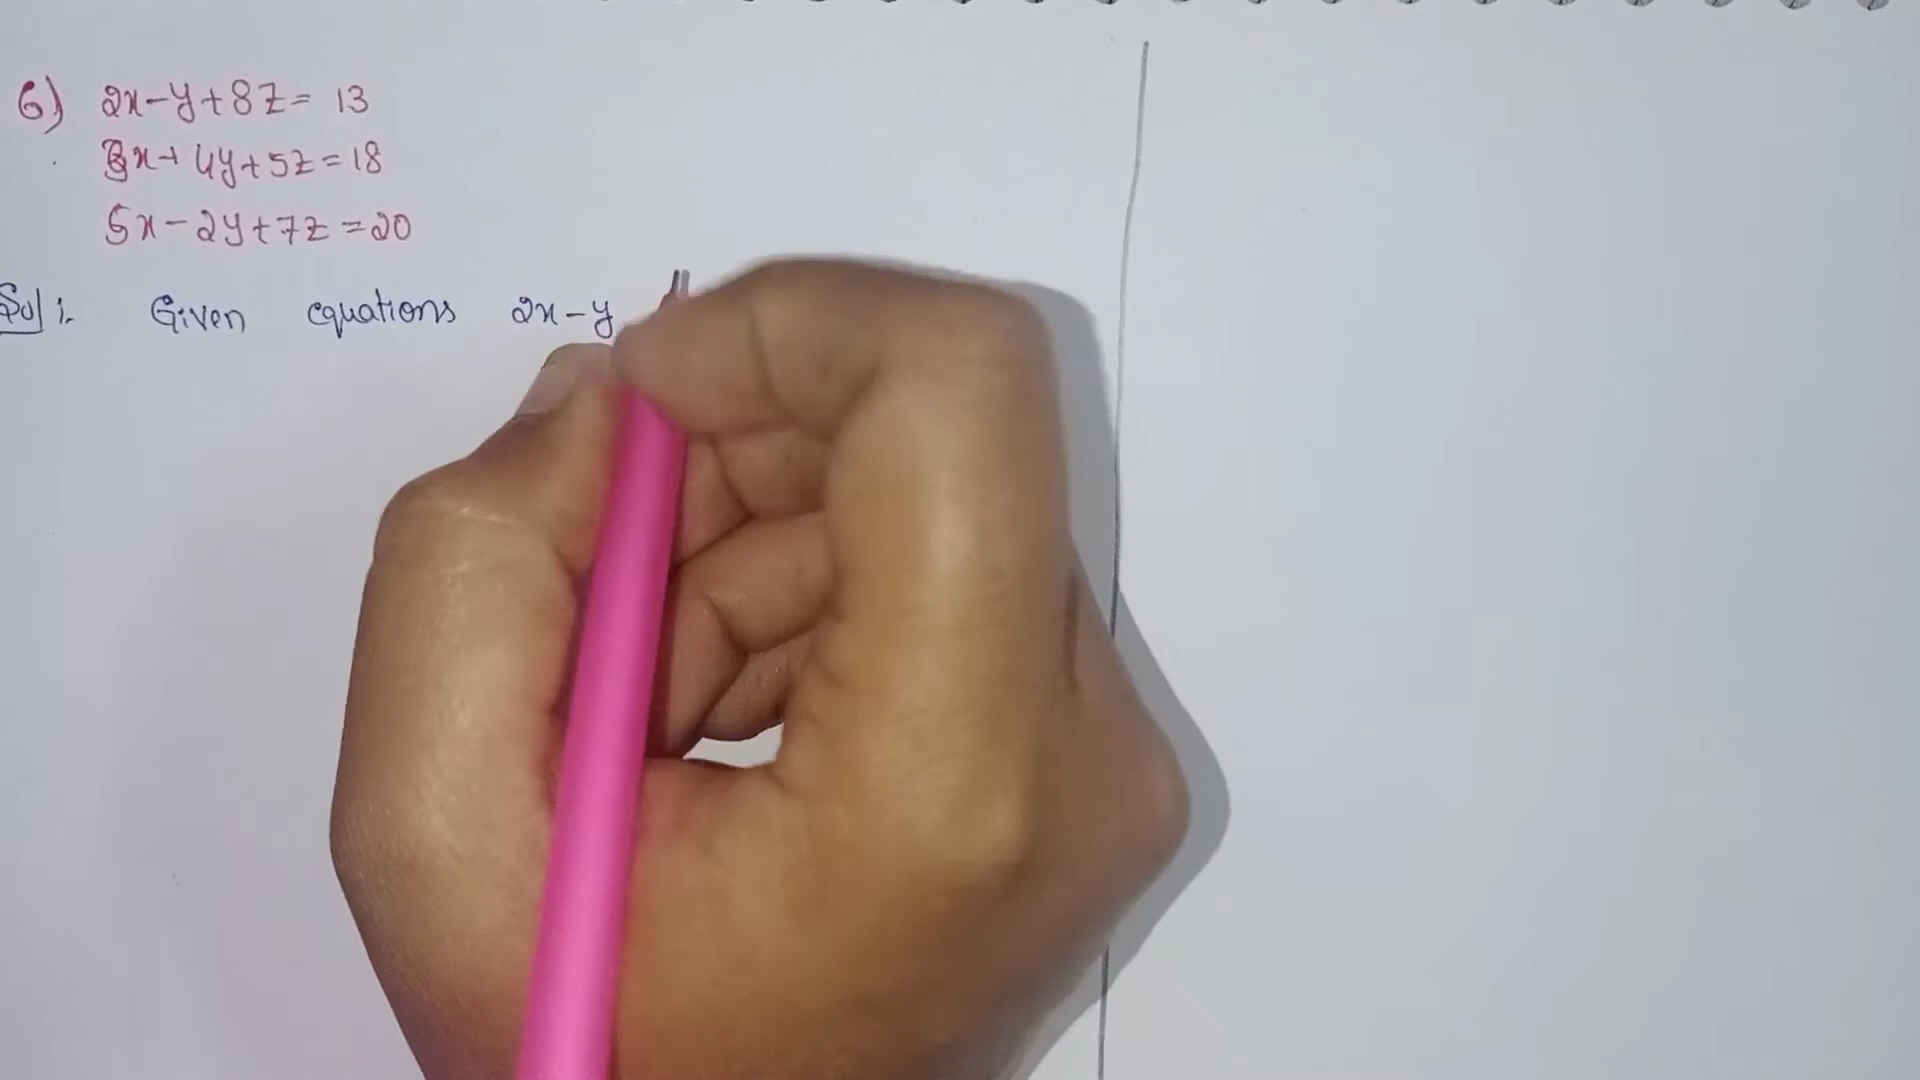 6) 2x-y+8z= 13
3x+ 4y+5z=18
5x-2y+7z=20
Sol:- Given equations 2x-y